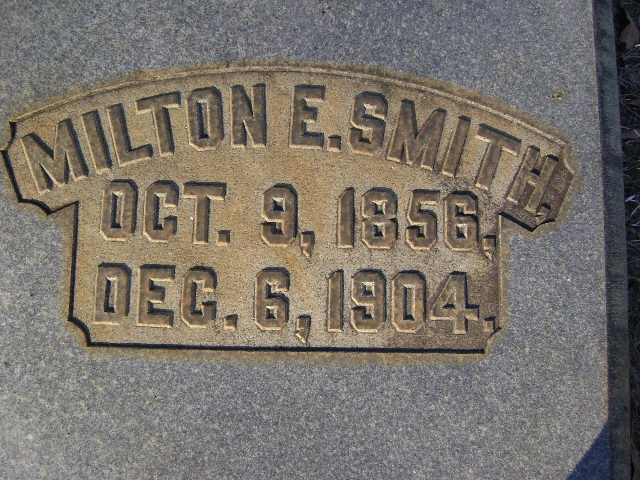 MILTON E. SMITH.
OCT. 9, 1856,
DEC. 6, 1904.